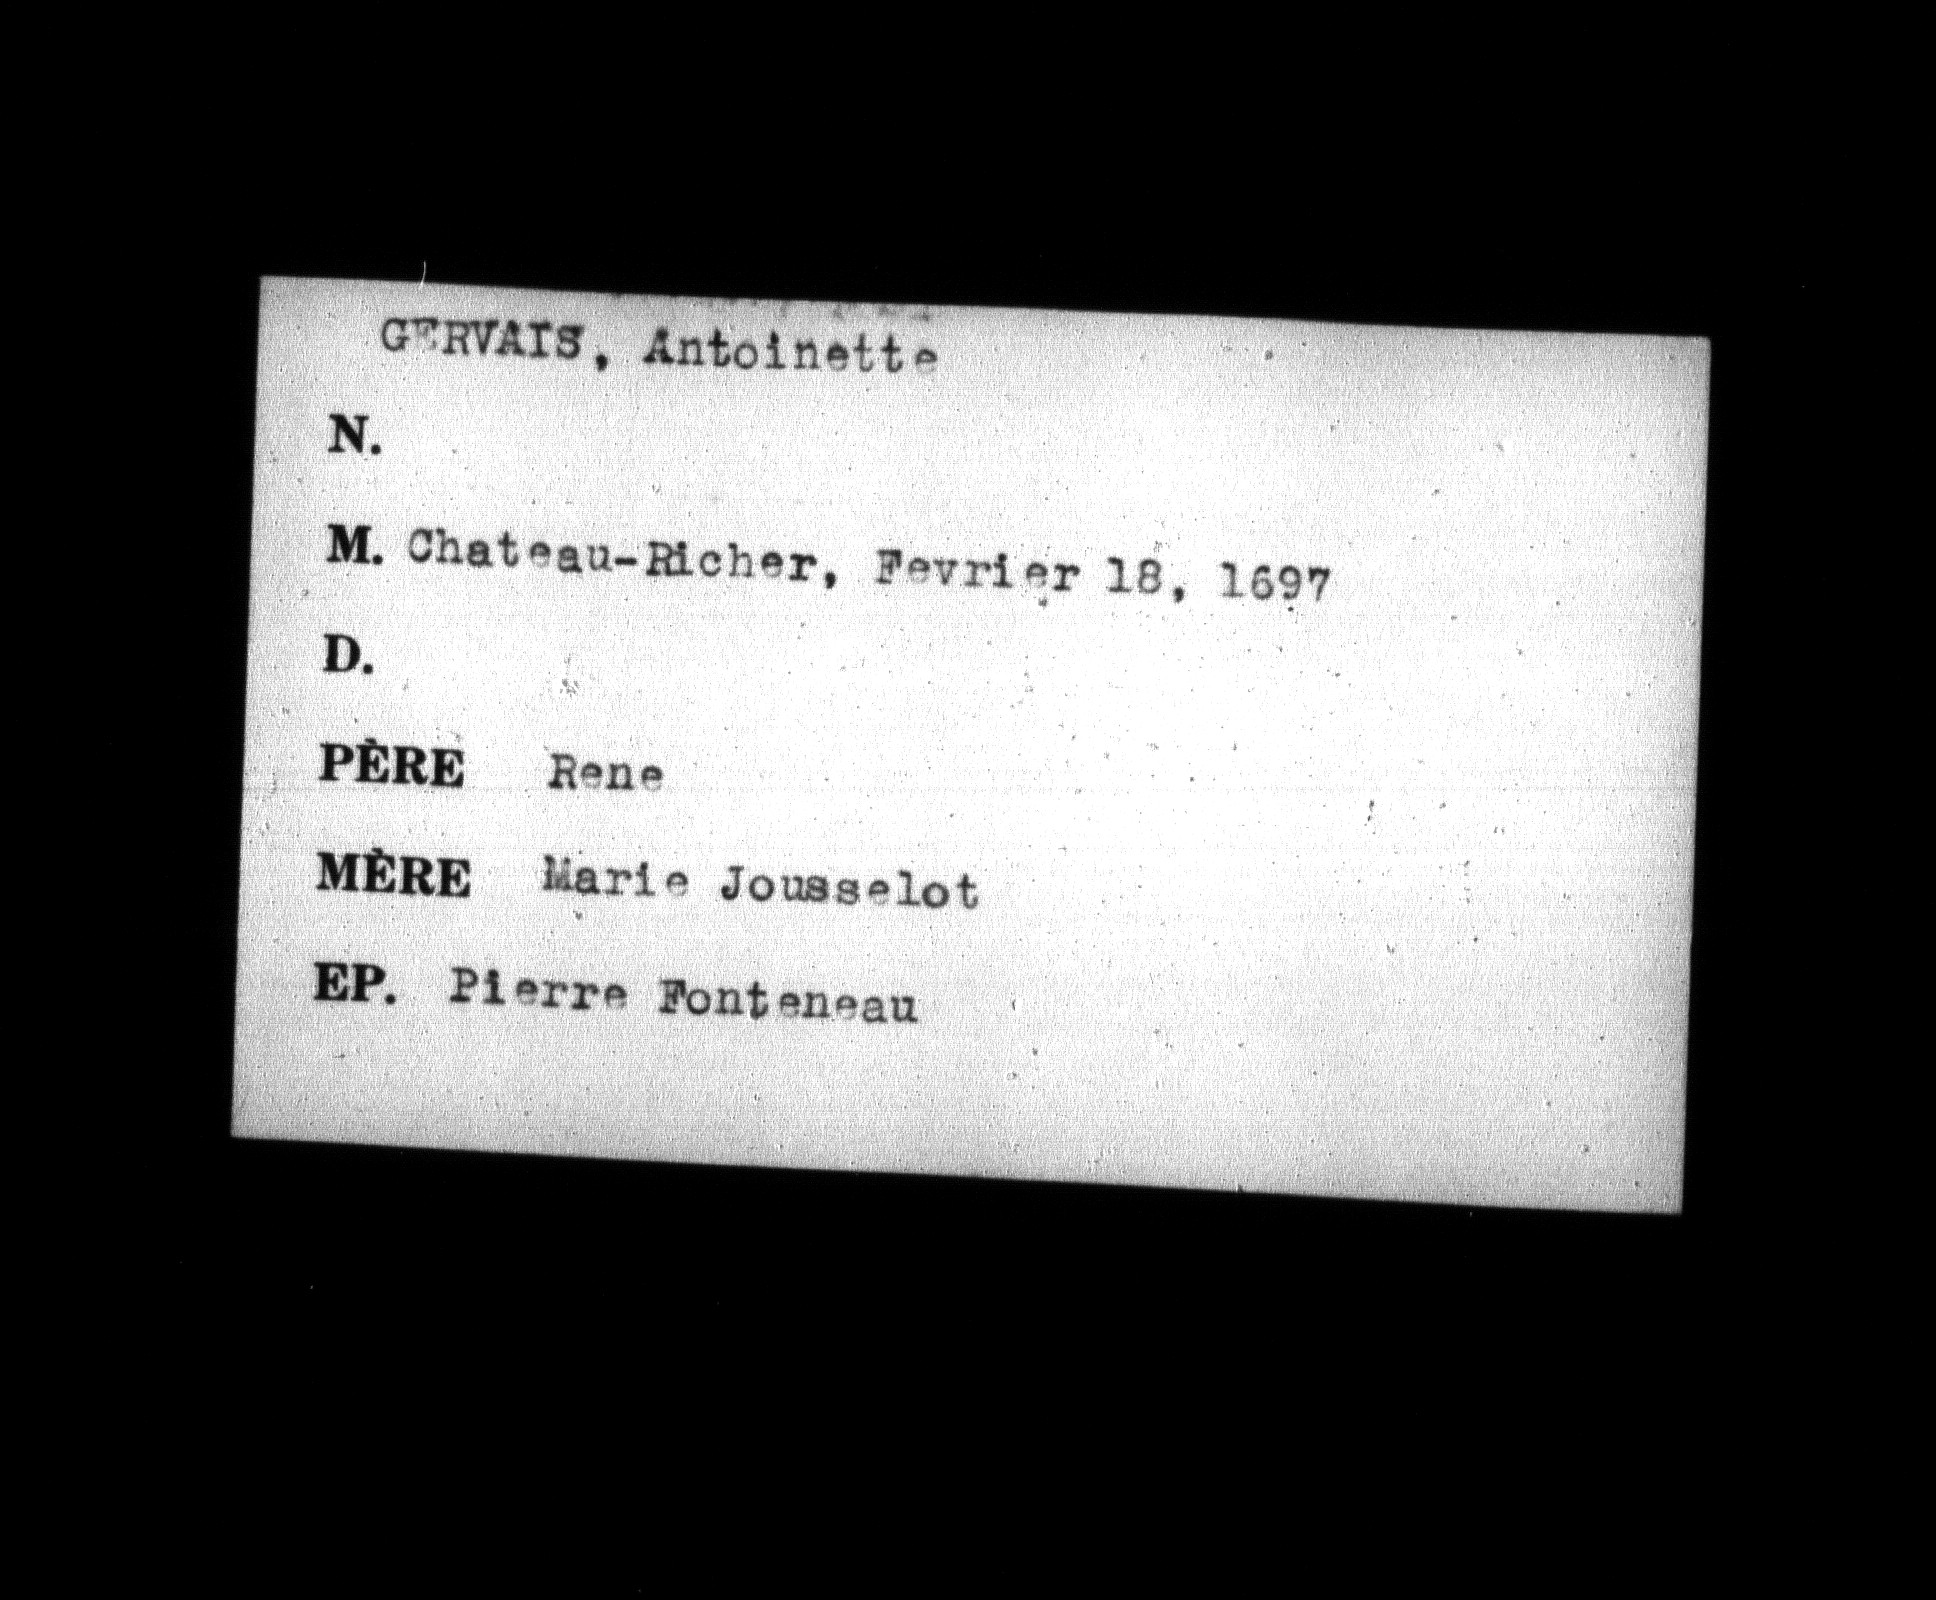 GERVAIS, Antoinette
N.
M. Chateau-Richer, Fevrier 18, 1697
D.
PÈRE Rene
MÈRE Marie Jousselot
EP. Pierre Fonteneau